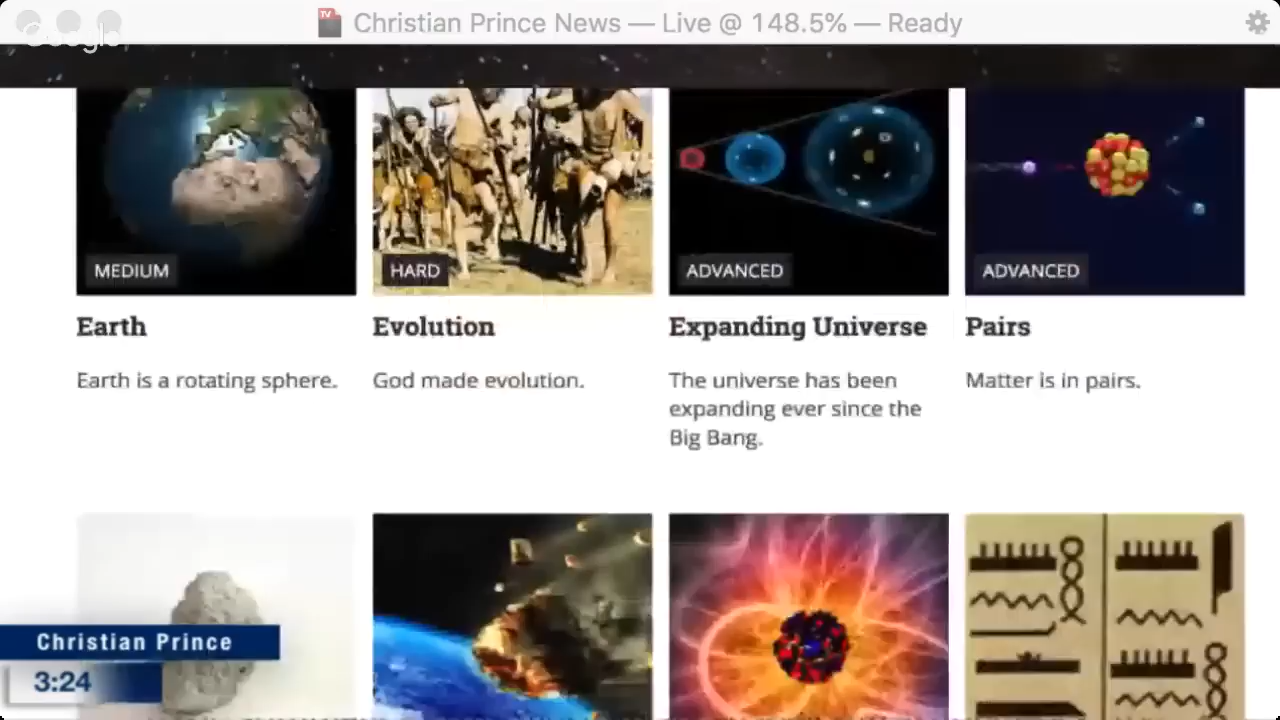 TV Christian Prince News — Live @ 148.5% — Ready
Google
MEDIUM
HARD
ADVANCED
ADVANCED
Earth
Evolution
Expanding Universe
Pairs
Earth is a rotating sphere.
God made evolution.
The universe has been
expanding ever since the
Big Bang.
Matter is in pairs.
Christian Prince
3:24